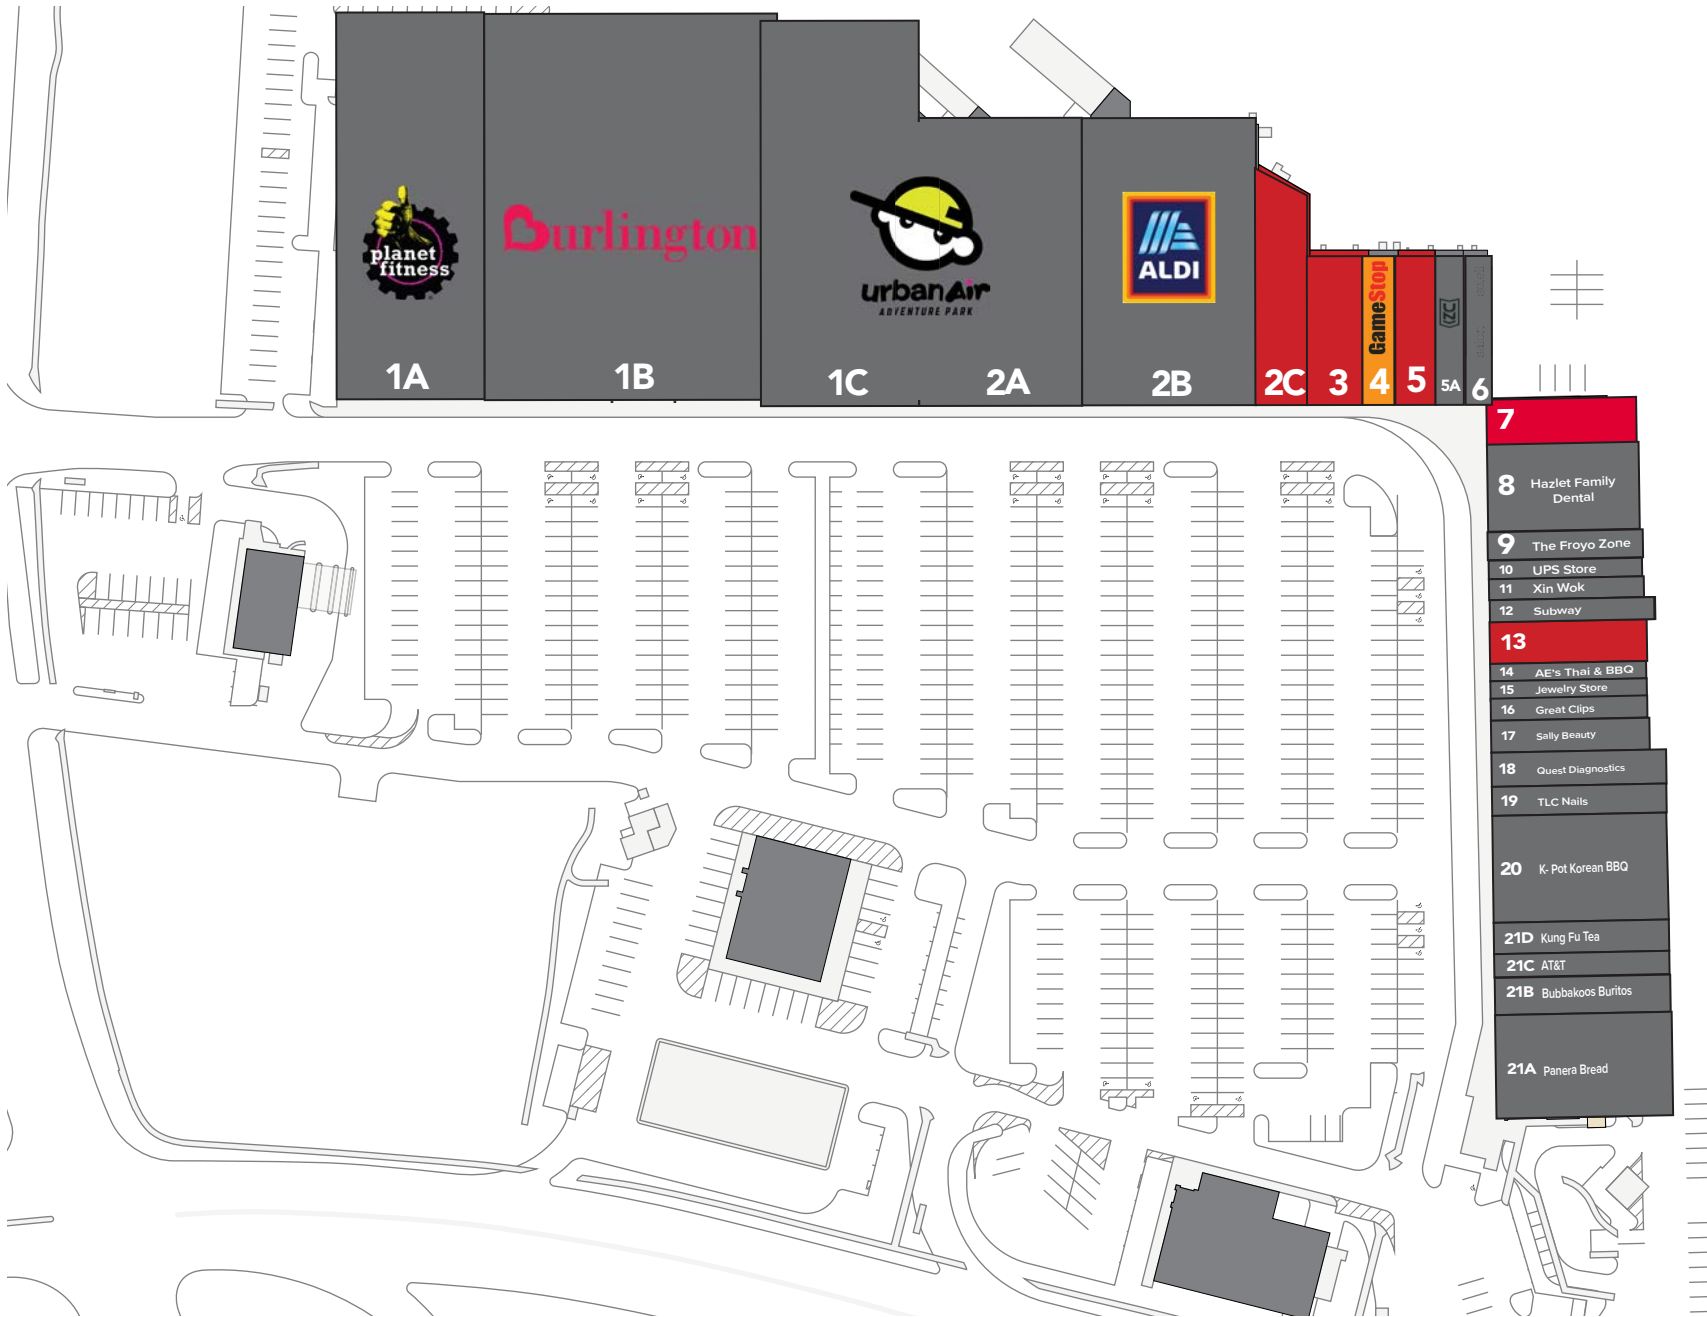 planet
fitness
Burlington
urban Air
ADVENTURE PARK
ALDI
GameStop
1A
1B
1C
2A
2B
2C
3
4
5
5A
6
7
8 Hazlet Family
Dental
9 The Froyo Zone
10 UPS Store
11 Xin Wok
12 Subway
13
14 AE's Thai & BBQ
15 Jewelry Store
16 Great Clips
17 Sally Beauty
18 Quest Diagnostics
19 TLC Nails
20 K- Pot Korean BBQ
21D Kung Fu Tea
21C AT&T
21B Bubbakoos Buritos
21A Panera Bread